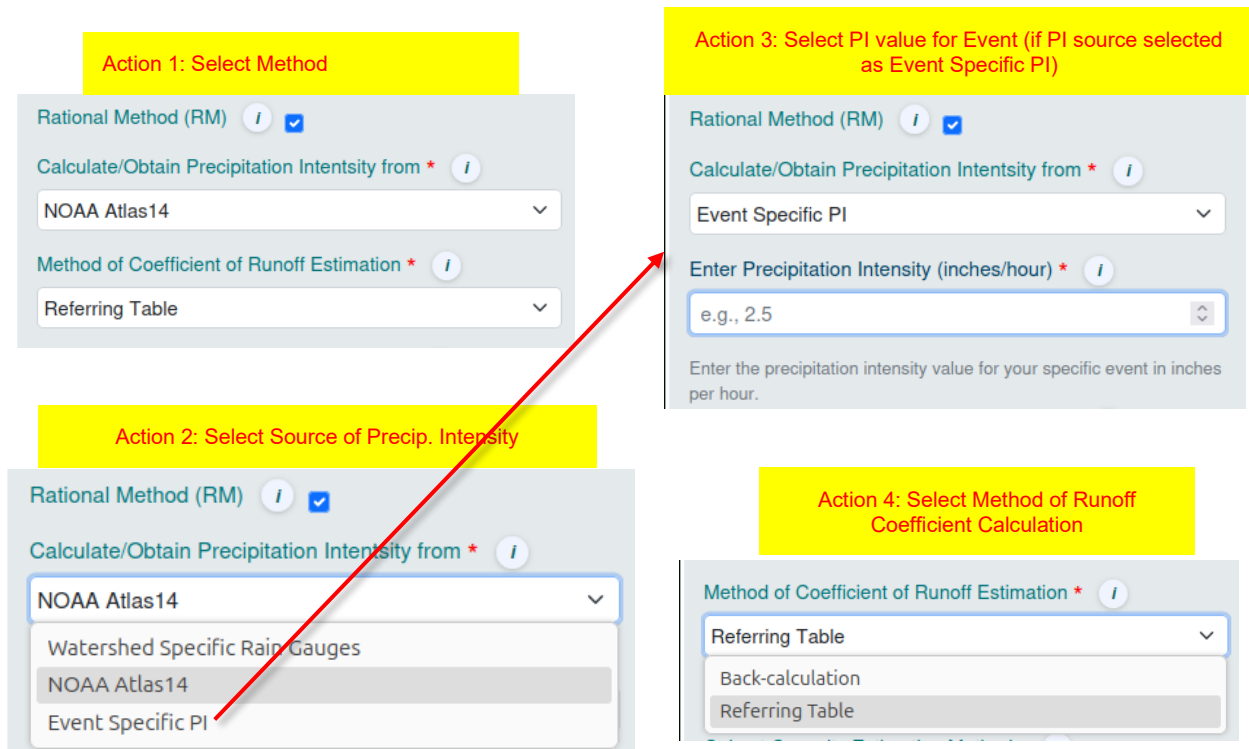 Action 1: Select Method
Rational Method (RM) i
Calculate/Obtain Precipitation Intentsity from * i
NOAA Atlas14
Method of Coefficient of Runoff Estimation * i
Referring Table
Action 2: Select Source of Precip. Intensity
Rational Method (RM) i
Calculate/Obtain Precipitation Intentsity from * i
NOAA Atlas14
Watershed Specific Rain Gauges
NOAA Atlas14
Event Specific PI
Action 3: Select PI value for Event (if PI source selected
as Event Specific PI)
Rational Method (RM) i
Calculate/Obtain Precipitation Intentsity from * i
Event Specific PI
Enter Precipitation Intensity (inches/hour) * i
e.g., 2.5
Enter the precipitation intensity value for your specific event in inches
per hour.
Action 4: Select Method of Runoff
Coefficient Calculation
Method of Coefficient of Runoff Estimation * i
Referring Table
Back-calculation
Referring Table